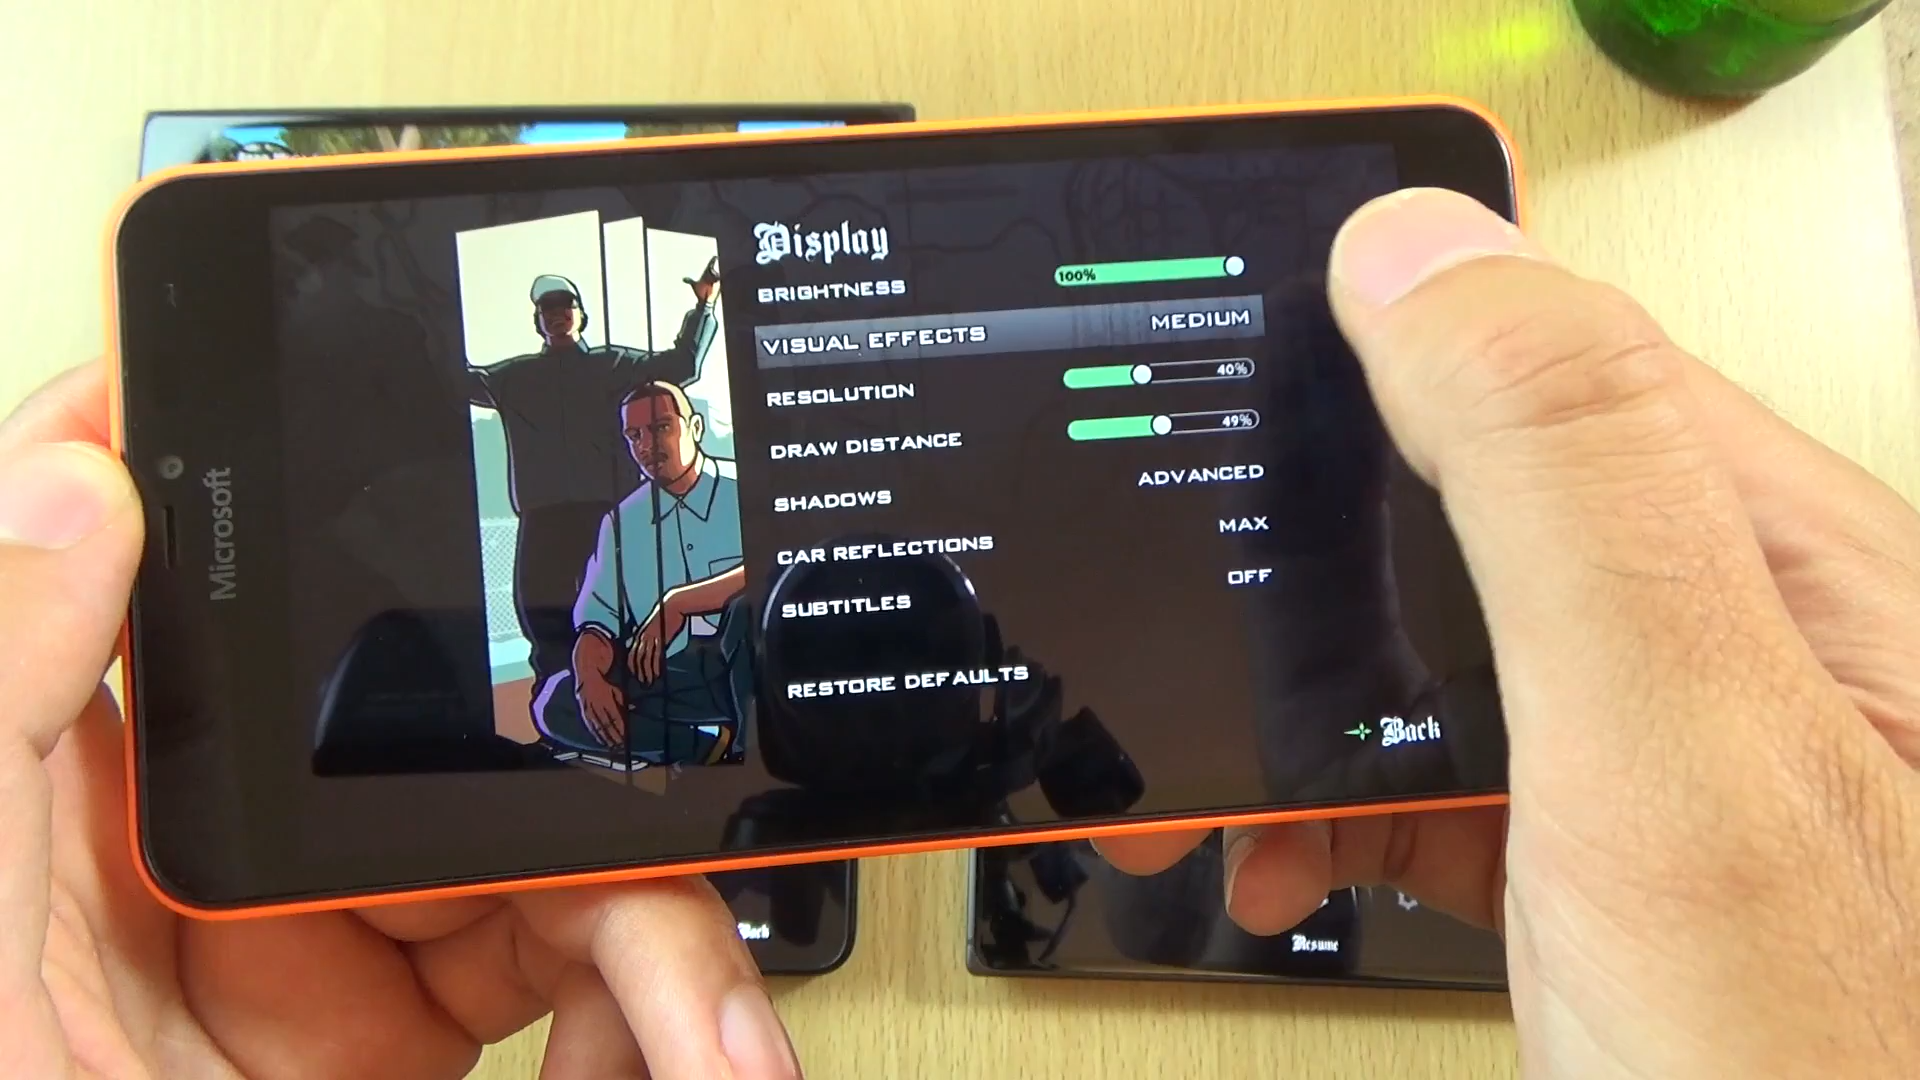 Microsoft
Display
BRIGHTNESS 100%
VISUAL EFFECTS MEDIUM
RESOLUTION 40%
DRAW DISTANCE 49%
SHADOWS ADVANCED
CAR REFLECTIONS MAX
SUBTITLES OFF
RESTORE DEFAULTS
Back
Back
Resume